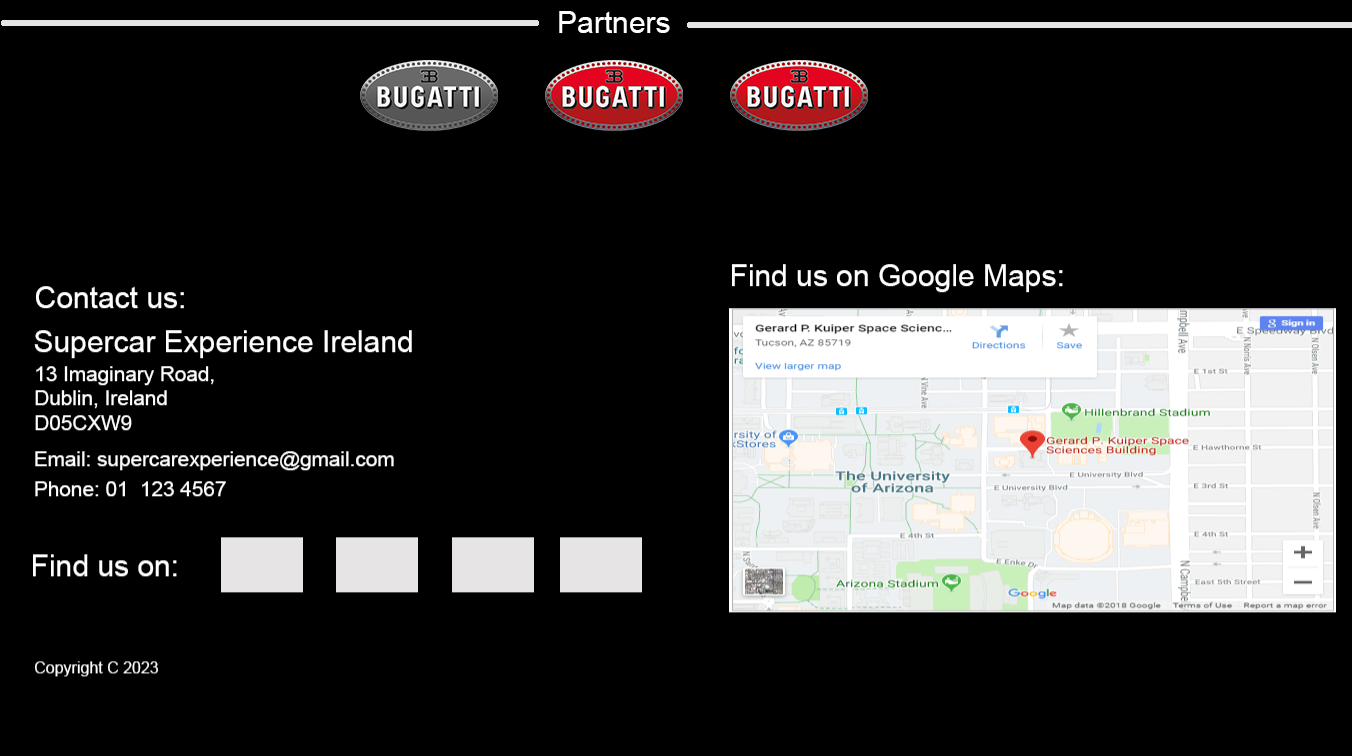 Partners
BUGATTI
BUGATTI
BUGATTI
Contact us:
Supercar Experience Ireland
13 Imaginary Road,
Dublin, Ireland
D05CXW9
Email: supercarexperience@gmail.com
Phone: 01  123 4567
Find us on:
Copyright C 2023
Find us on Google Maps:
Gerard P. Kuiper Space Scienc...
Tucson, AZ 85719
View larger map
Directions
Save
Sign in
E Speedway Blvd
mpbell Ave
N Norris Ave
N Olsen Ave
E 1st St
N Vine Ave
Hillenbrand Stadium
rsity of
Stores
Gerard P. Kuiper Space
Sciences Building
E Hawthorne St
The University
of Arizona
E University Blvd
E University Blvd
E 3rd St
N Olsen Ave
E 4th St
E 4th St
E Enke Dr
N Campbe
East 5th Street
Arizona Stadium
Google
Map data ©2018 Google
Terms of Use
Report a map error